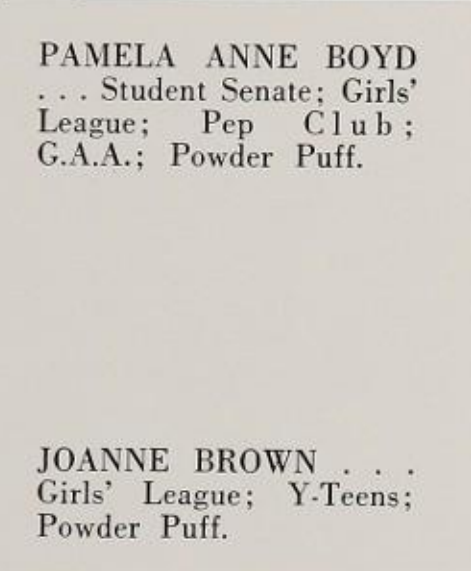 PAMELA ANNE BOYD
. . . Student Senate; Girls'
League; Pep Club;
G.A.A.; Powder Puff.
JOANNE BROWN . . .
Girls' League; Y-Teens;
Powder Puff.